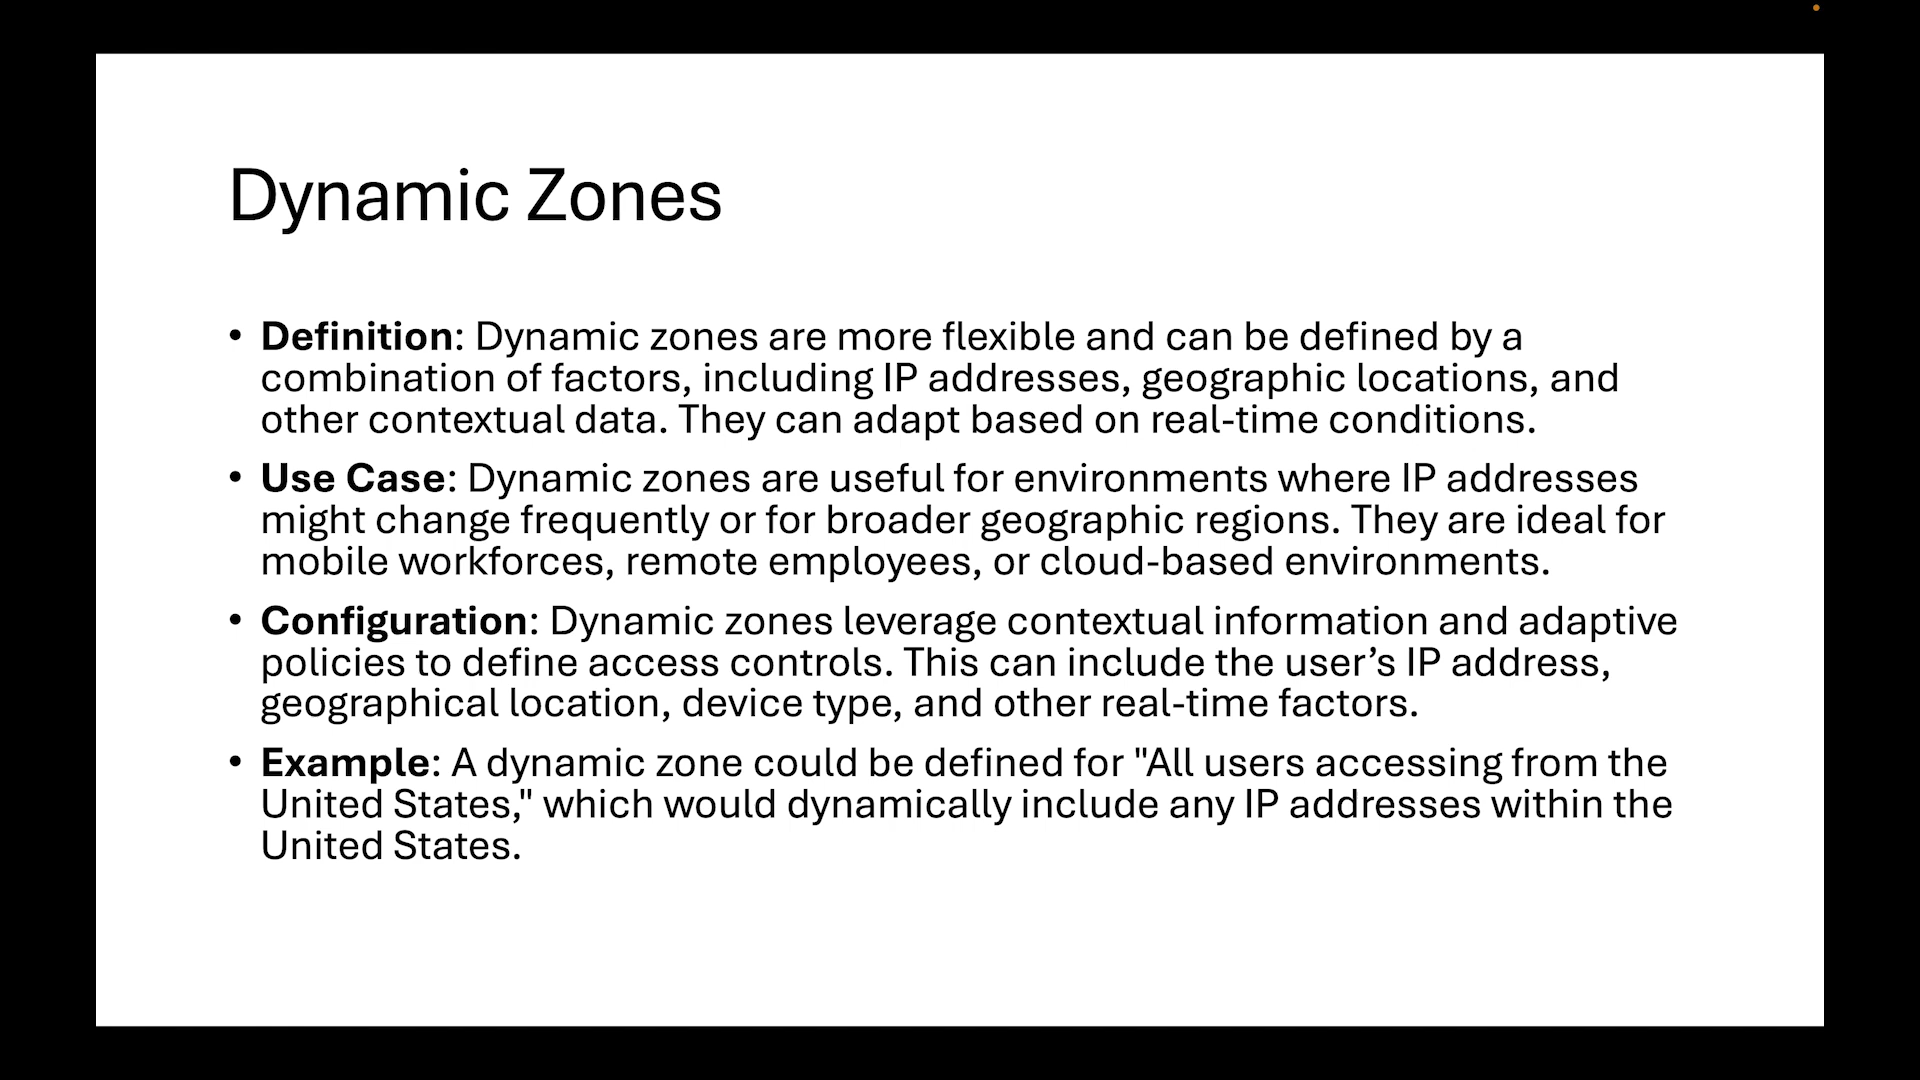 Dynamic Zones
• Definition: Dynamic zones are more flexible and can be defined by a
combination of factors, including IP addresses, geographic locations, and
other contextual data. They can adapt based on real-time conditions.
• Use Case: Dynamic zones are useful for environments where IP addresses
might change frequently or for broader geographic regions. They are ideal for
mobile workforces, remote employees, or cloud-based environments.
• Configuration: Dynamic zones leverage contextual information and adaptive
policies to define access controls. This can include the user’s IP address,
geographical location, device type, and other real-time factors.
• Example: A dynamic zone could be defined for "All users accessing from the
United States," which would dynamically include any IP addresses within the
United States.